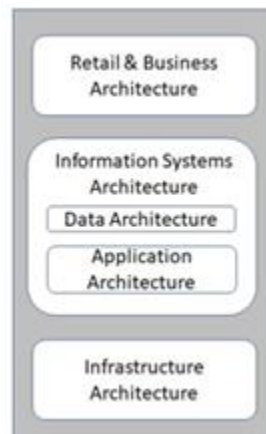 Retail & Business
Architecture
Information Systems
Architecture
Data Architecture
Application
Architecture
Infrastructure
Architecture